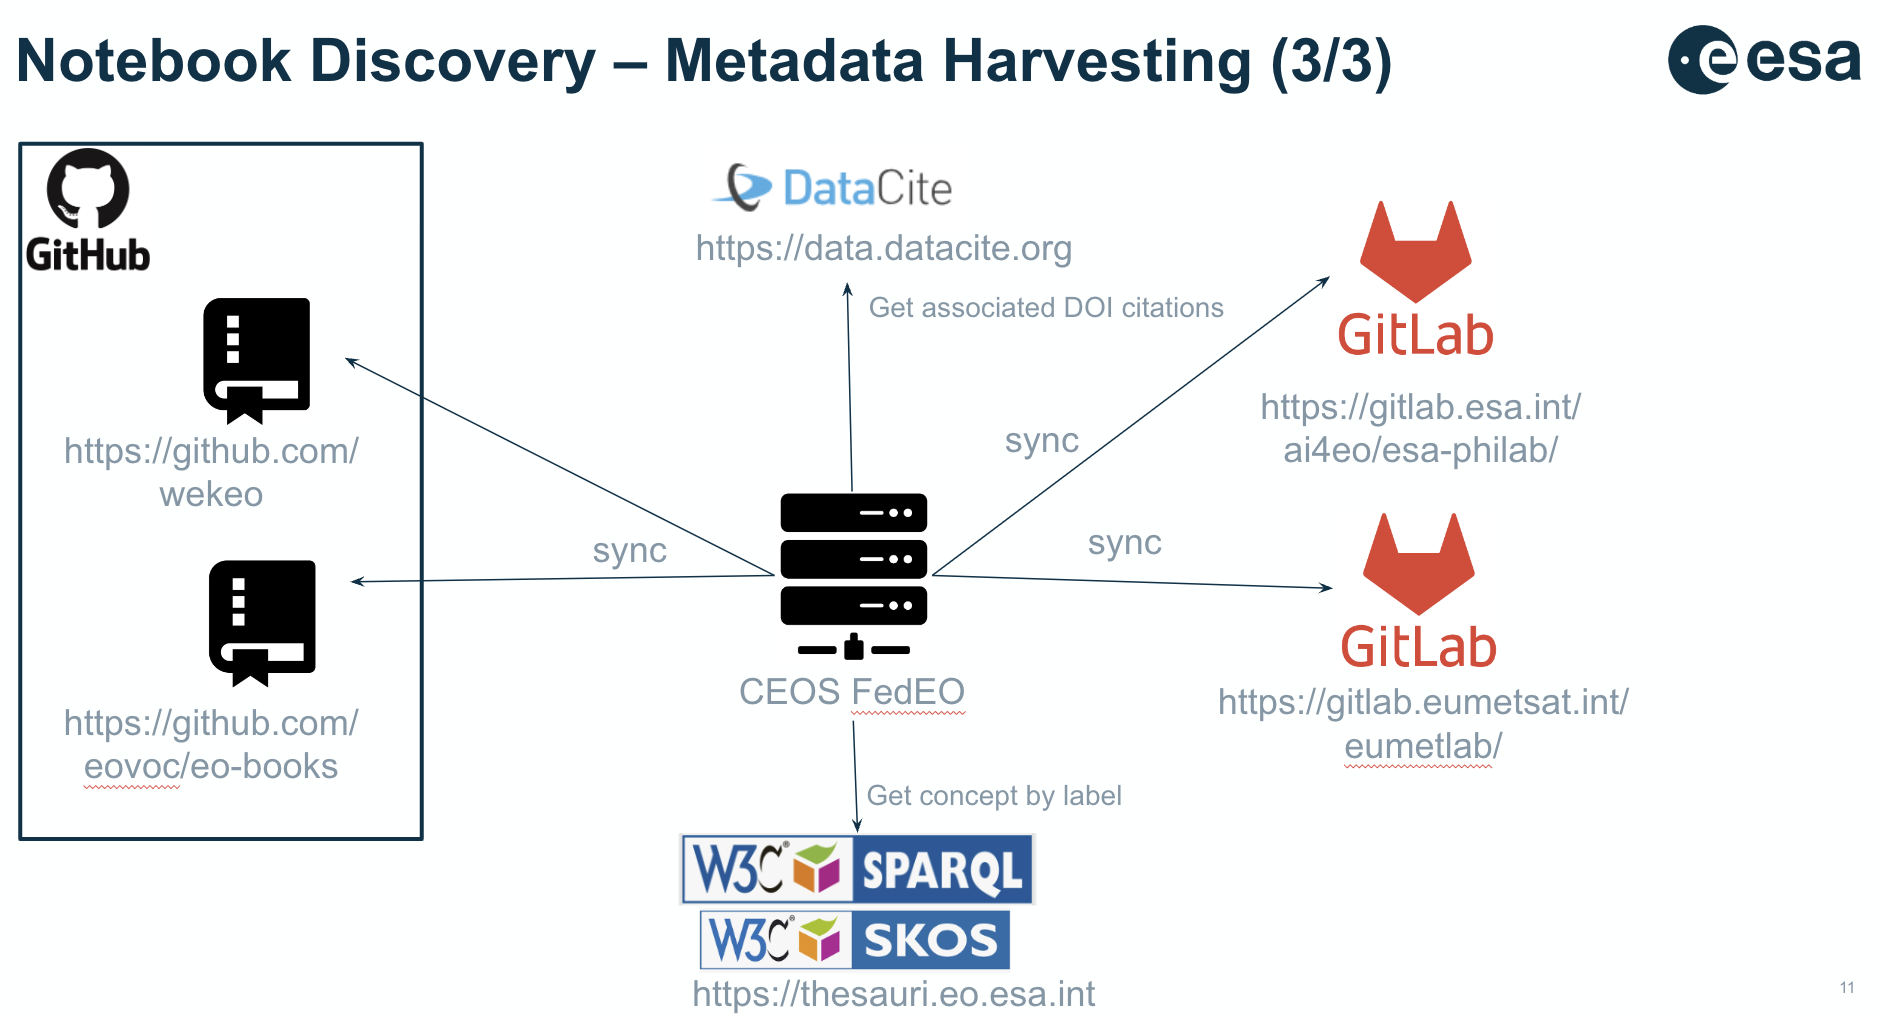 Notebook Discovery – Metadata Harvesting (3/3)
esa
GitHub
https://github.com/
wekeo
https://github.com/
eovoc/eo-books
DataCite
https://data.datacite.org
Get associated DOI citations
sync
sync
sync
CEOS FedEO
Get concept by label
W3C® SPARQL
W3C® SKOS
https://thesauri.eo.esa.int
GitLab
https://gitlab.esa.int/
ai4eo/esa-philab/
GitLab
https://gitlab.eumetsat.int/
eumetlab/
11